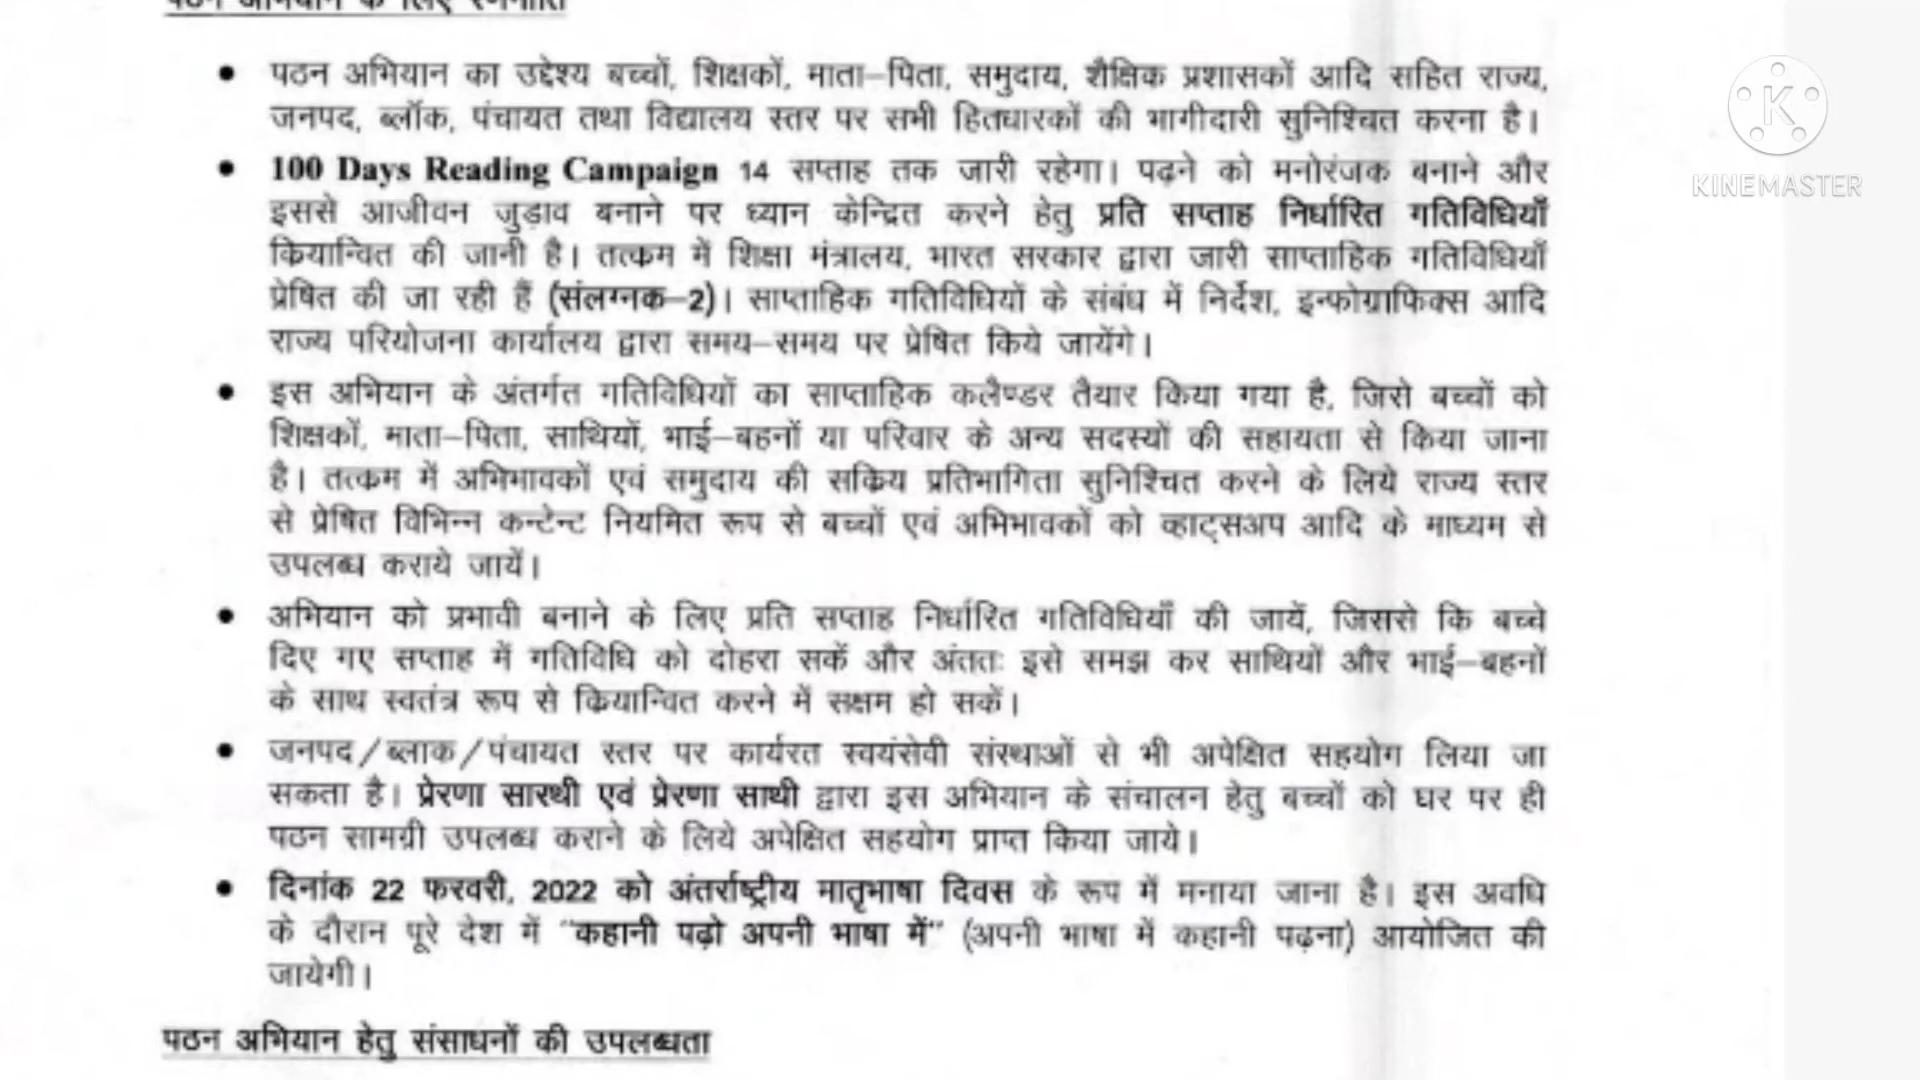 पठन अभियान के लिए रणनीति
• पठन अभियान का उद्देश्य बच्चों, शिक्षकों, माता–पिता, समुदाय, शैक्षिक प्रशासकों आदि सहित राज्य,
जनपद, ब्लॉक, पंचायत तथा विद्यालय स्तर पर सभी हितधारकों की भागीदारी सुनिश्चित करना है।
• 100 Days Reading Campaign 14 सप्ताह तक जारी रहेगा। पढ़ने को मनोरंजक बनाने और
इससे आजीवन जुड़ाव बनाने पर ध्यान केन्द्रित करने हेतु प्रति सप्ताह निर्धारित गतिविधियाँ
कियान्वित की जानी है। तत्कम में शिक्षा मंत्रालय, भारत सरकार द्वारा जारी साप्ताहिक गतिविधियाँ
प्रेषित की जा रही हैं (संलग्नक–2)। साप्ताहिक गतिविधियों के संबंध में निर्देश, इन्फोग्राफिक्स आदि
राज्य परियोजना कार्यालय द्वारा समय–समय पर प्रेषित किये जायेंगे।
• इस अभियान के अंतर्गत गतिविधियों का साप्ताहिक कलैण्डर तैयार किया गया है, जिसे बच्चों को
शिक्षकों, माता–पिता, साथियों, भाई–बहनों या परिवार के अन्य सदस्यों की सहायता से किया जाना
है। तत्कम में अभिभावकों एवं समुदाय की सकिय प्रतिभागिता सुनिश्चित करने के लिये राज्य स्तर
से प्रेषित विभिन्न कन्टेन्ट नियमित रूप से बच्चों एवं अभिभावकों को व्हाट्सअप आदि के माध्यम से
उपलब्ध कराये जायें।
• अभियान को प्रभावी बनाने के लिए प्रति सप्ताह निर्धारित गतिविधियाँ की जायें, जिससे कि बच्चे
दिए गए सप्ताह में गतिविधि को दोहरा सकें और अंततः इसे समझ कर साथियों और भाई–बहनों
के साथ स्वतंत्र रूप से कियान्वित करने में सक्षम हो सकें।
• जनपद/ब्लाक/पंचायत स्तर पर कार्यरत स्वयंसेवी संस्थाओं से भी अपेक्षित सहयोग लिया जा
सकता है। प्रेरणा सारथी एवं प्रेरणा साथी द्वारा इस अभियान के संचालन हेतु बच्चों को घर पर ही
पठन सामग्री उपलब्ध कराने के लिये अपेक्षित सहयोग प्राप्त किया जाये।
• दिनांक 22 फरवरी, 2022 को अंतर्राष्ट्रीय मातृभाषा दिवस के रूप में मनाया जाना है। इस अवधि
के दौरान पूरे देश में "कहानी पढ़ो अपनी भाषा में" (अपनी भाषा में कहानी पढ़ना) आयोजित की
जायेगी।
पठन अभियान हेतु संसाधनों की उपलब्धता
K
KINEMASTER